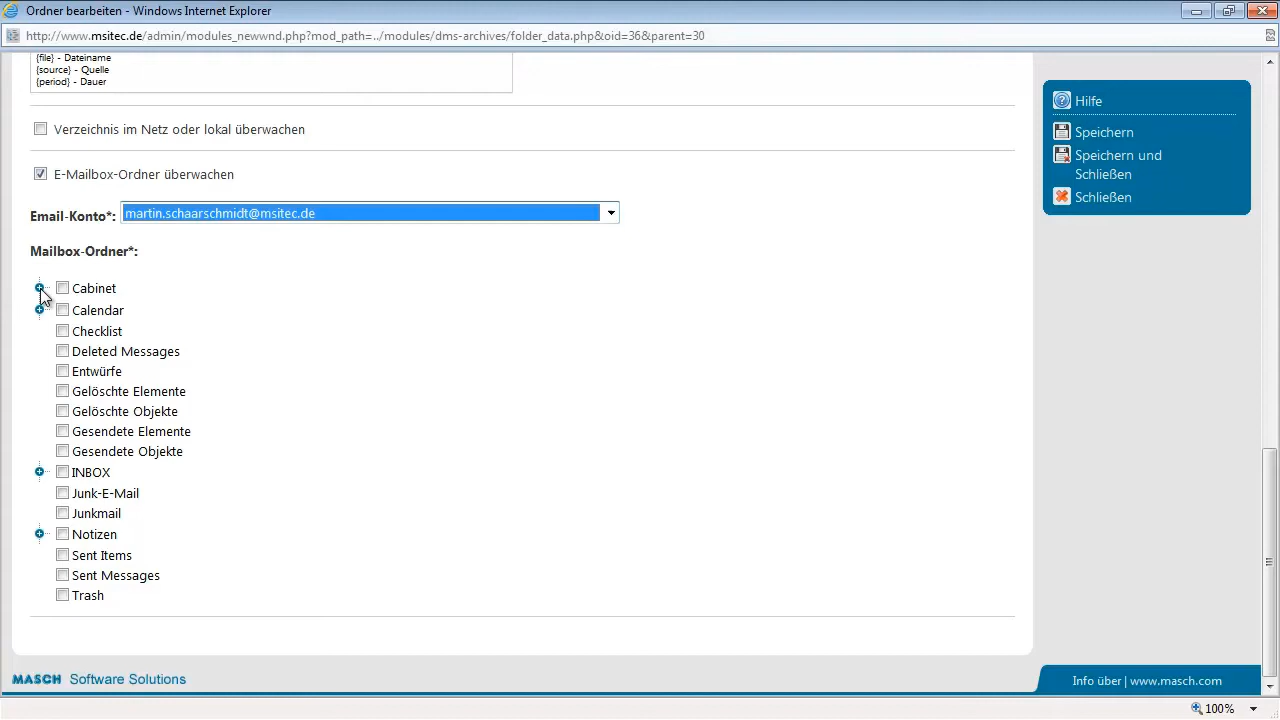 Ordner bearbeiten - Windows Internet Explorer
http://www.msitec.de/admin/modules_newwnd.php?mod_path=../modules/dms-archives/folder_data.php&oid=36&parent=30
{file} - Dateiname
{source} - Quelle
{period} - Dauer
Verzeichnis im Netz oder lokal überwachen
E-Mailbox-Ordner überwachen
Email-Konto*: martin.schaarschmidt@msitec.de
Mailbox-Ordner*:
Cabinet
Calendar
Checklist
Deleted Messages
Entwürfe
Gelöschte Elemente
Gelöschte Objekte
Gesendete Elemente
Gesendete Objekte
INBOX
Junk-E-Mail
Junkmail
Notizen
Sent Items
Sent Messages
Trash
Hilfe
Speichern
Speichern und
Schließen
Schließen
MASCH Software Solutions
Info über | www.masch.com
100%